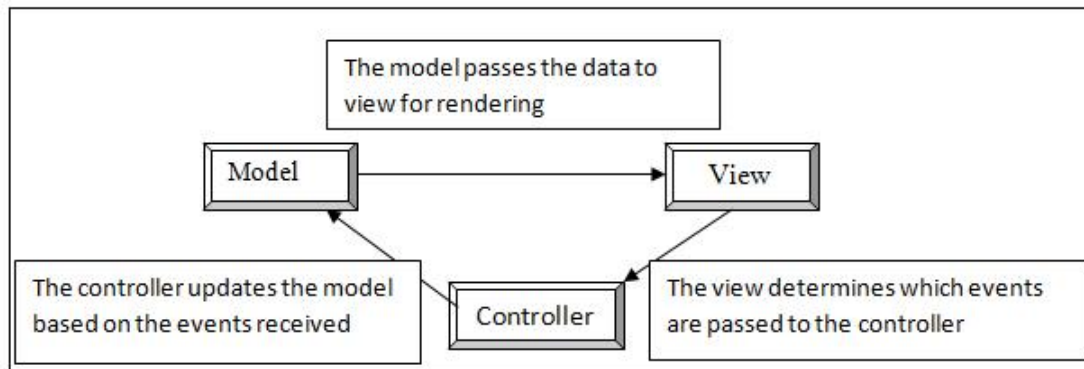 The model passes the data to
view for rendering
Model
View
The controller updates the model
based on the events received
Controller
The view determines which events
are passed to the controller